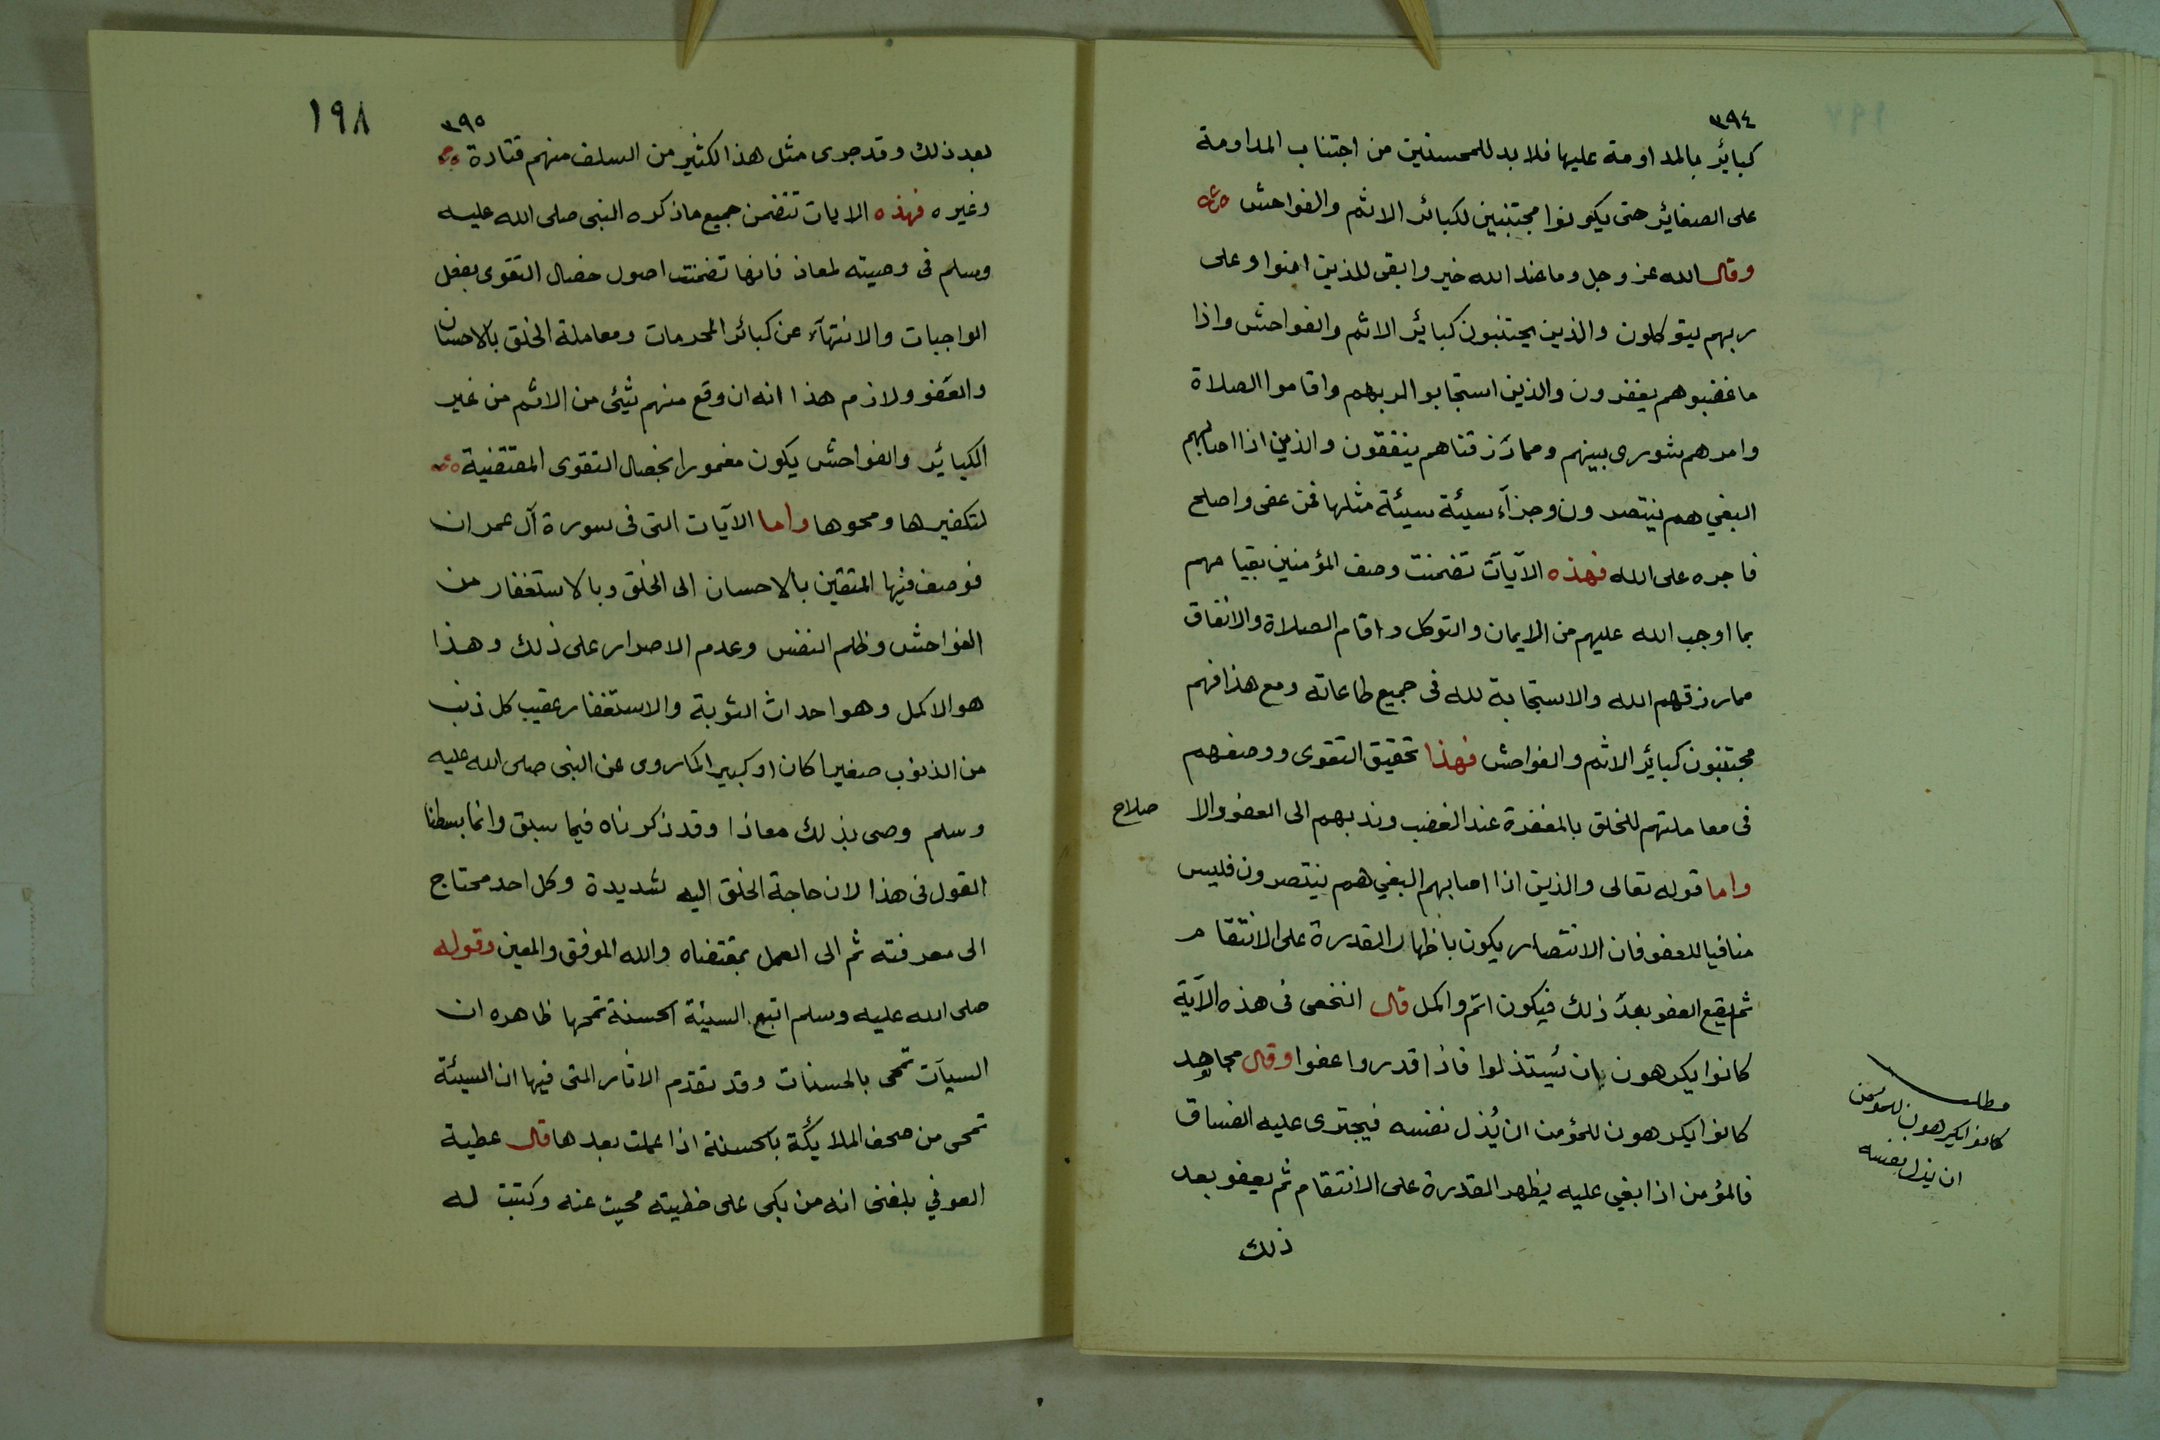 ٣٩٤
كبائر بالمداومة عليها فلا بد للمحسنين من اجتناب المداومة
على الصغائر حتى يكونوا مجتنبين لكبائر الاثم والفواحش
وقال الله عز وجل وما عند الله خير وابقى للذين امنوا وعلى
ربهم يتوكلون والذين يجتنبون كبائر الاثم والفواحش واذا
ما غضبوا هم يغفرون والذين استجابوا لربهم واقاموا الصلاة
وامرهم شورى بينهم ومما رزقناهم ينفقون والذين اذا اصابهم
البغي هم ينتصرون وجزآء سيئة سيئة مثلها فمن عفى واصلح
فاجره على الله فهذه الآيآت تضمنت وصف المؤمنين بقيامهم
بما اوجب الله عليهم من الايمان والتوكل واقام الصلاة والانفاق
مما رزقهم الله والاستجابة لله فى جميع طاعاته ومع هذا فهم
مجتنبون كبائر الاثم والفواحش فهذا تحقيق التقوى ووصفهم
فى معاملتهم للخلق بالمغفرة عند الغضب وندبهم الى العفو والا صلاح
واما قوله تعالى والذين اذا اصابهم البغي هم ينتصرون فليس
منافيا للعفو فان الانتصار يكون باظهار القدرة على الانتقام
ثم يقع العفو بعد ذلك فيكون اتم واكمل قال النخعى فى هذه الآية
كانوا يكرهون ان يُستذلوا فاذا قدروا عفوا وقال مجاهد
كانوا يكرهون للمؤمن ان يُذل نفسه فيجترى عليه الفساق
فالمؤمن اذا بغي عليه يظهر المقدرة على الانتقام ثم يعفو بعد
ذلك
مطلب
كانوا يكرهون للمؤمن
ان يذل نفسه
١٩٨
٣٩٥
بعد ذلك وقد جرى مثل هذا لكثير من السلف منهم قتادة
وغيره فهذه الايات تتضمن جميع ما ذكره النبى صلى الله عليه
وسلم فى وصيته لمعاذ فانها تضمنت اصول خصال التقوى بفعل
الواجبات والانتهآء عن كبائر المحرمات ومعاملة الخلق بالاحسان
والعفو ولازم هذا انه ان وقع منهم شيئ من الاثم من غير
الكبائر والفواحش يكون مغمورا بخصال التقوى المقتضية
لتكفيرها ومحوها واما الآيات التى فى سورة آل عمران
فوصف فيها المتقين بالاحسان الى الخلق وبالاستغفار من
الفواحش وظلم النفس وعدم الاصرار على ذلك وهذا
هو الاكمل وهو احداث التوبة والاستغفار عقيب كل ذنب
من الذنوب صغيرا كان او كبيرا كما روى عن النبى صلى الله عليه
وسلم وصى بذلك معاذا وقد ذكرناه فيما سبق وانما بسطنا
القول فى هذا لان حاجة الخلق اليه شديدة وكل احد محتاج
الى معرفته ثم الى العمل بمقتضاه والله الموفق والمعين وقوله
صلى الله عليه وسلم اتبع السيئة الحسنة تمحها ظاهره ان
السيآت تمحى بالحسنات وقد تقدم الاثار التى فيها ان السيئة
تمحى من صحف الملائكة بالحسنة اذا عملت بعدها قال عطية
العوفي بلغنى انه من بكى على خطيته محيت عنه وكتبت له